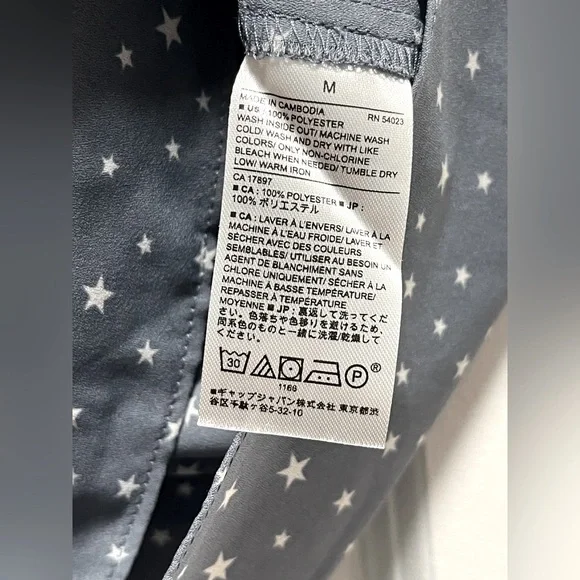 M
MADE IN CAMBODIA RN 54023
■ US : 100% POLYESTER
WASH INSIDE OUT/ MACHINE WASH
COLD/ WASH AND DRY WITH LIKE
COLORS/ ONLY NON-CHLORINE
BLEACH WHEN NEEDED/ TUMBLE DRY
LOW/ WARM IRON
CA 17897
■ CA : 100% POLYESTER ■ JP :
100% ポリエステル
■ CA : LAVER À L'ENVERS/ LAVER À LA
MACHINE À L'EAU FROIDE/ LAVER ET
SÉCHER AVEC DES COULEURS
SEMBLABLES/ UTILISER AU BESOIN UN
AGENT DE BLANCHIMENT SANS
CHLORE UNIQUEMENT/ SÉCHER À LA
MACHINE À BASSE TEMPÉRATURE/
REPASSER À TEMPÉRATURE
MOYENNE ■ JP : 裏返して洗ってくだ
さい。色落ちや色移りを避けるため、
同系色のものと一緒に洗濯/乾燥して
ください。
30 P ®
1166
■ギャップジャパン株式会社 東京都渋
谷区千駄ヶ谷5-32-10